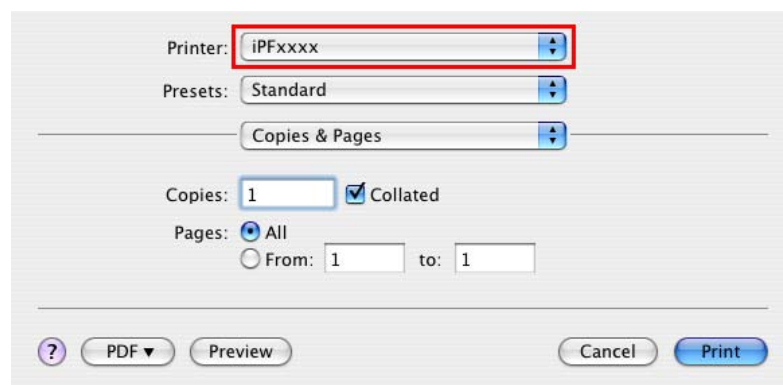 Printer: iPFxxxx
Presets: Standard
Copies & Pages
Copies: 1 Collated
Pages: All
From: 1 to: 1
? PDF▼ Preview Cancel Print